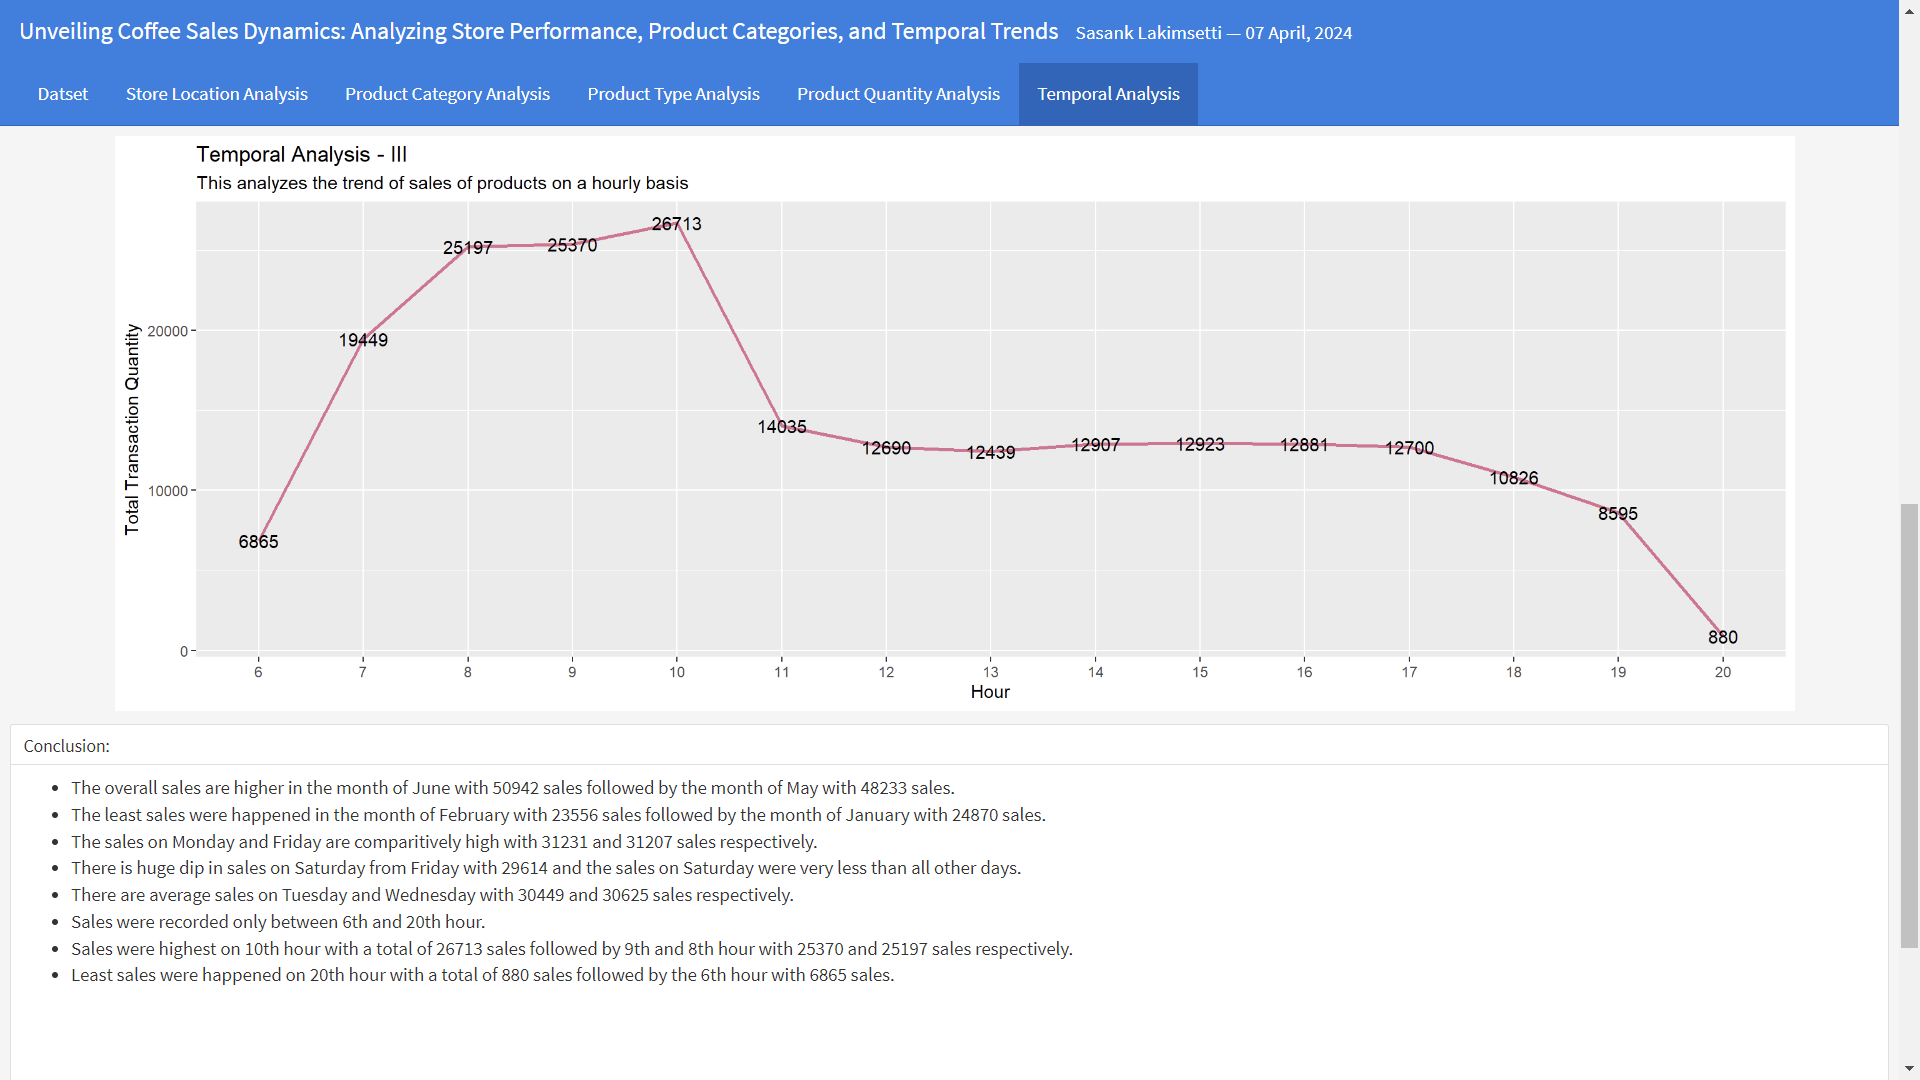 Unveiling Coffee Sales Dynamics: Analyzing Store Performance, Product Categories, and Temporal Trends Sasank Lakimsetti — 07 April, 2024
Datset Store Location Analysis Product Category Analysis Product Type Analysis Product Quantity Analysis Temporal Analysis
Temporal Analysis - III
This analyzes the trend of sales of products on a hourly basis
Total Transaction Quantity
20000
10000
0
6865
19449
25197
25370
26713
14035
12690
12439
12907
12923
12881
12700
10826
8595
880
6 7 8 9 10 11 12 13 14 15 16 17 18 19 20
Hour
Conclusion:
• The overall sales are higher in the month of June with 50942 sales followed by the month of May with 48233 sales.
• The least sales were happened in the month of February with 23556 sales followed by the month of January with 24870 sales.
• The sales on Monday and Friday are comparitively high with 31231 and 31207 sales respectively.
• There is huge dip in sales on Saturday from Friday with 29614 and the sales on Saturday were very less than all other days.
• There are average sales on Tuesday and Wednesday with 30449 and 30625 sales respectively.
• Sales were recorded only between 6th and 20th hour.
• Sales were highest on 10th hour with a total of 26713 sales followed by 9th and 8th hour with 25370 and 25197 sales respectively.
• Least sales were happened on 20th hour with a total of 880 sales followed by the 6th hour with 6865 sales.